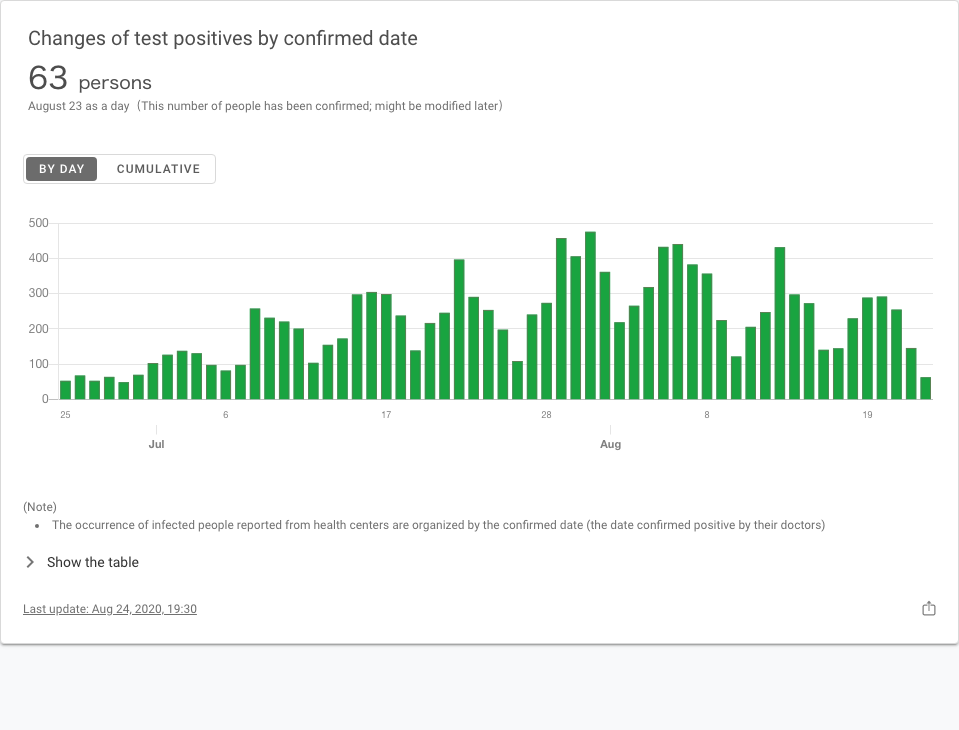 Changes of test positives by confirmed date
63 persons
August 23 as a day（This number of people has been confirmed; might be modified later）
BY DAY CUMULATIVE
500
400
300
200
100
0
25 6 17 28 8 19
Jul Aug
(Note)
• The occurrence of infected people reported from health centers are organized by the confirmed date (the date confirmed positive by their doctors)
Show the table
Last update: Aug 24, 2020, 19:30